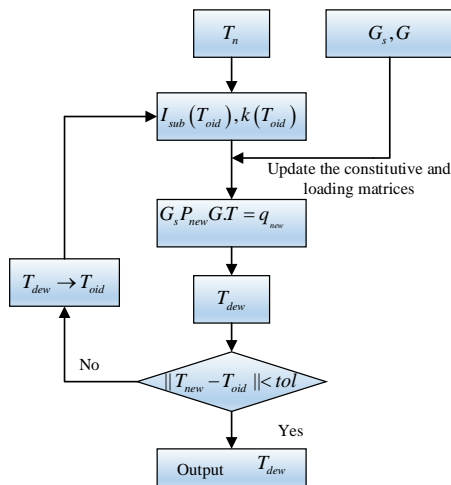 T_n
G_s, G
I_sub(T_oid), k(T_oid)
Update the constitutive and
loading matrices
G_s P_new G.T = q_new
T_dew → T_oid
T_dew
No
|| T_new − T_oid || < tol
Yes
Output T_dew